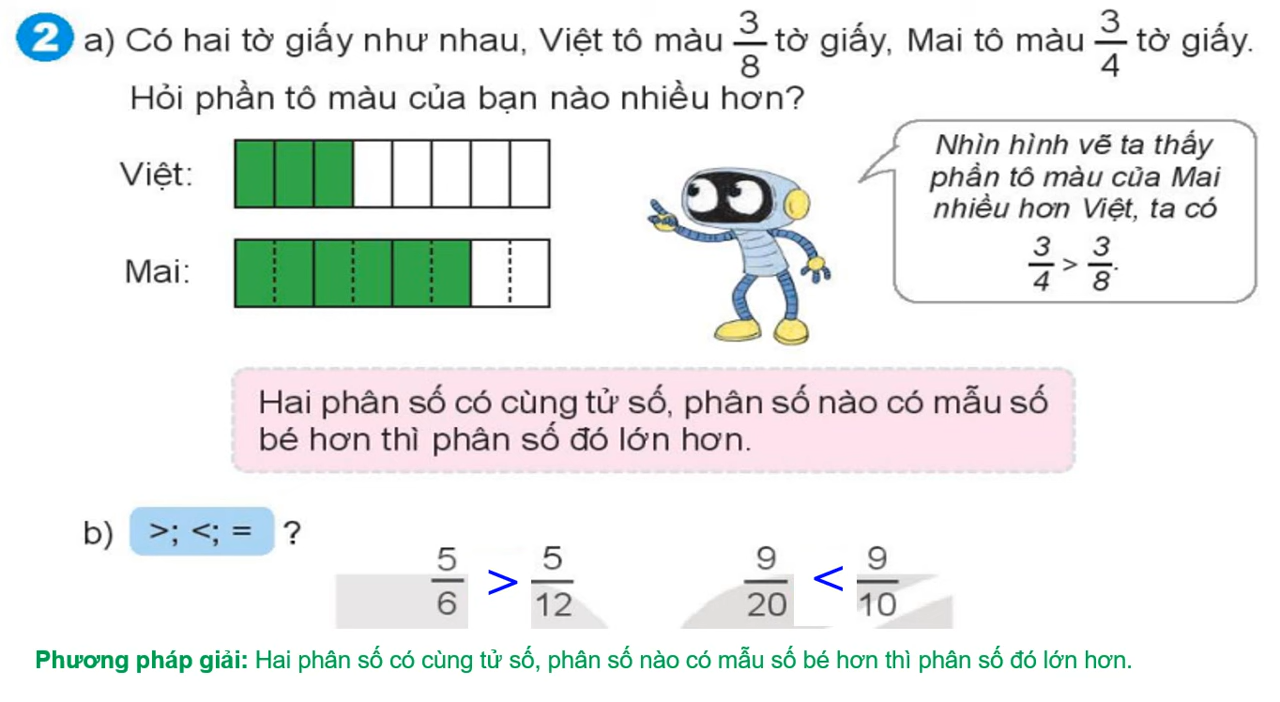 2 a) Có hai tờ giấy như nhau, Việt tô màu 3/8 tờ giấy, Mai tô màu 3/4 tờ giấy.
Hỏi phần tô màu của bạn nào nhiều hơn?
Việt:
Mai:
Nhìn hình vẽ ta thấy
phần tô màu của Mai
nhiều hơn Việt, ta có
3/4 > 3/8.
Hai phân số có cùng tử số, phân số nào có mẫu số
bé hơn thì phân số đó lớn hơn.
b) >; <; = ?
5/6 > 5/12 9/20 < 9/10
Phương pháp giải: Hai phân số có cùng tử số, phân số nào có mẫu số bé hơn thì phân số đó lớn hơn.